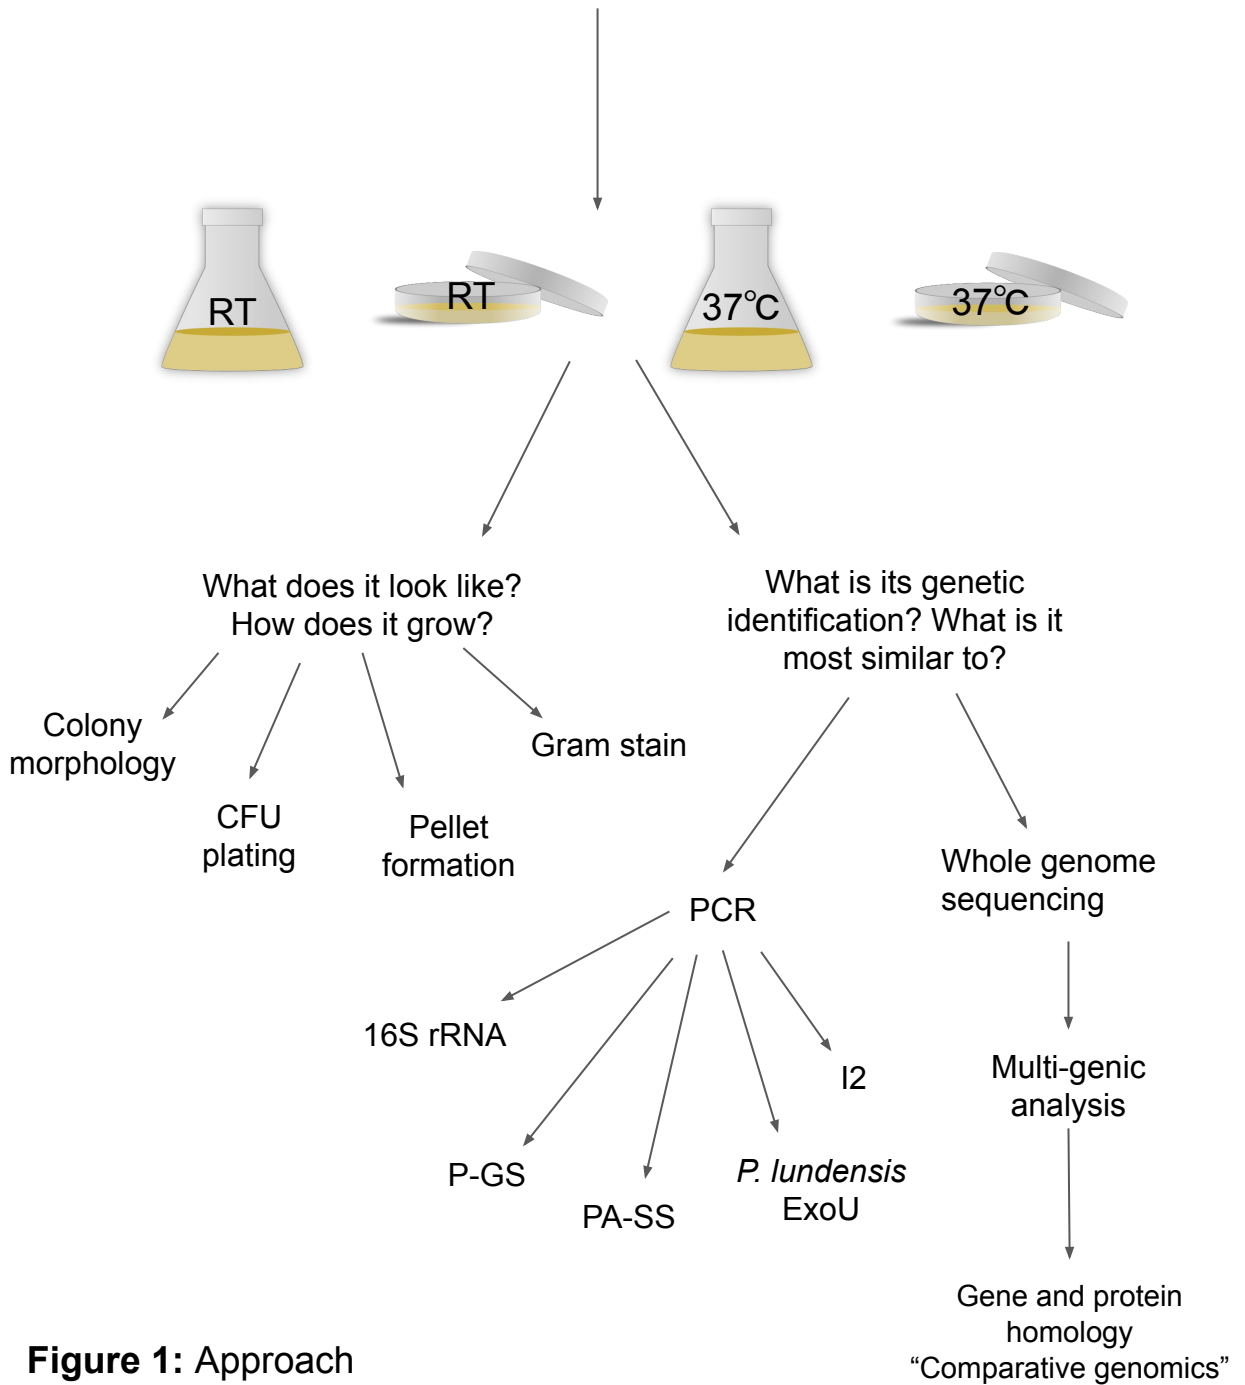 RT
RT
37°C
37°C
What does it look like?
How does it grow?
What is its genetic
identification? What is it
most similar to?
Colony
morphology
CFU
plating
Pellet
formation
Gram stain
PCR
Whole genome
sequencing
16S rRNA
P-GS
PA-SS
P. lundensis
ExoU
I2
Multi-genic
analysis
Gene and protein
homology
“Comparative genomics”
Figure 1: Approach